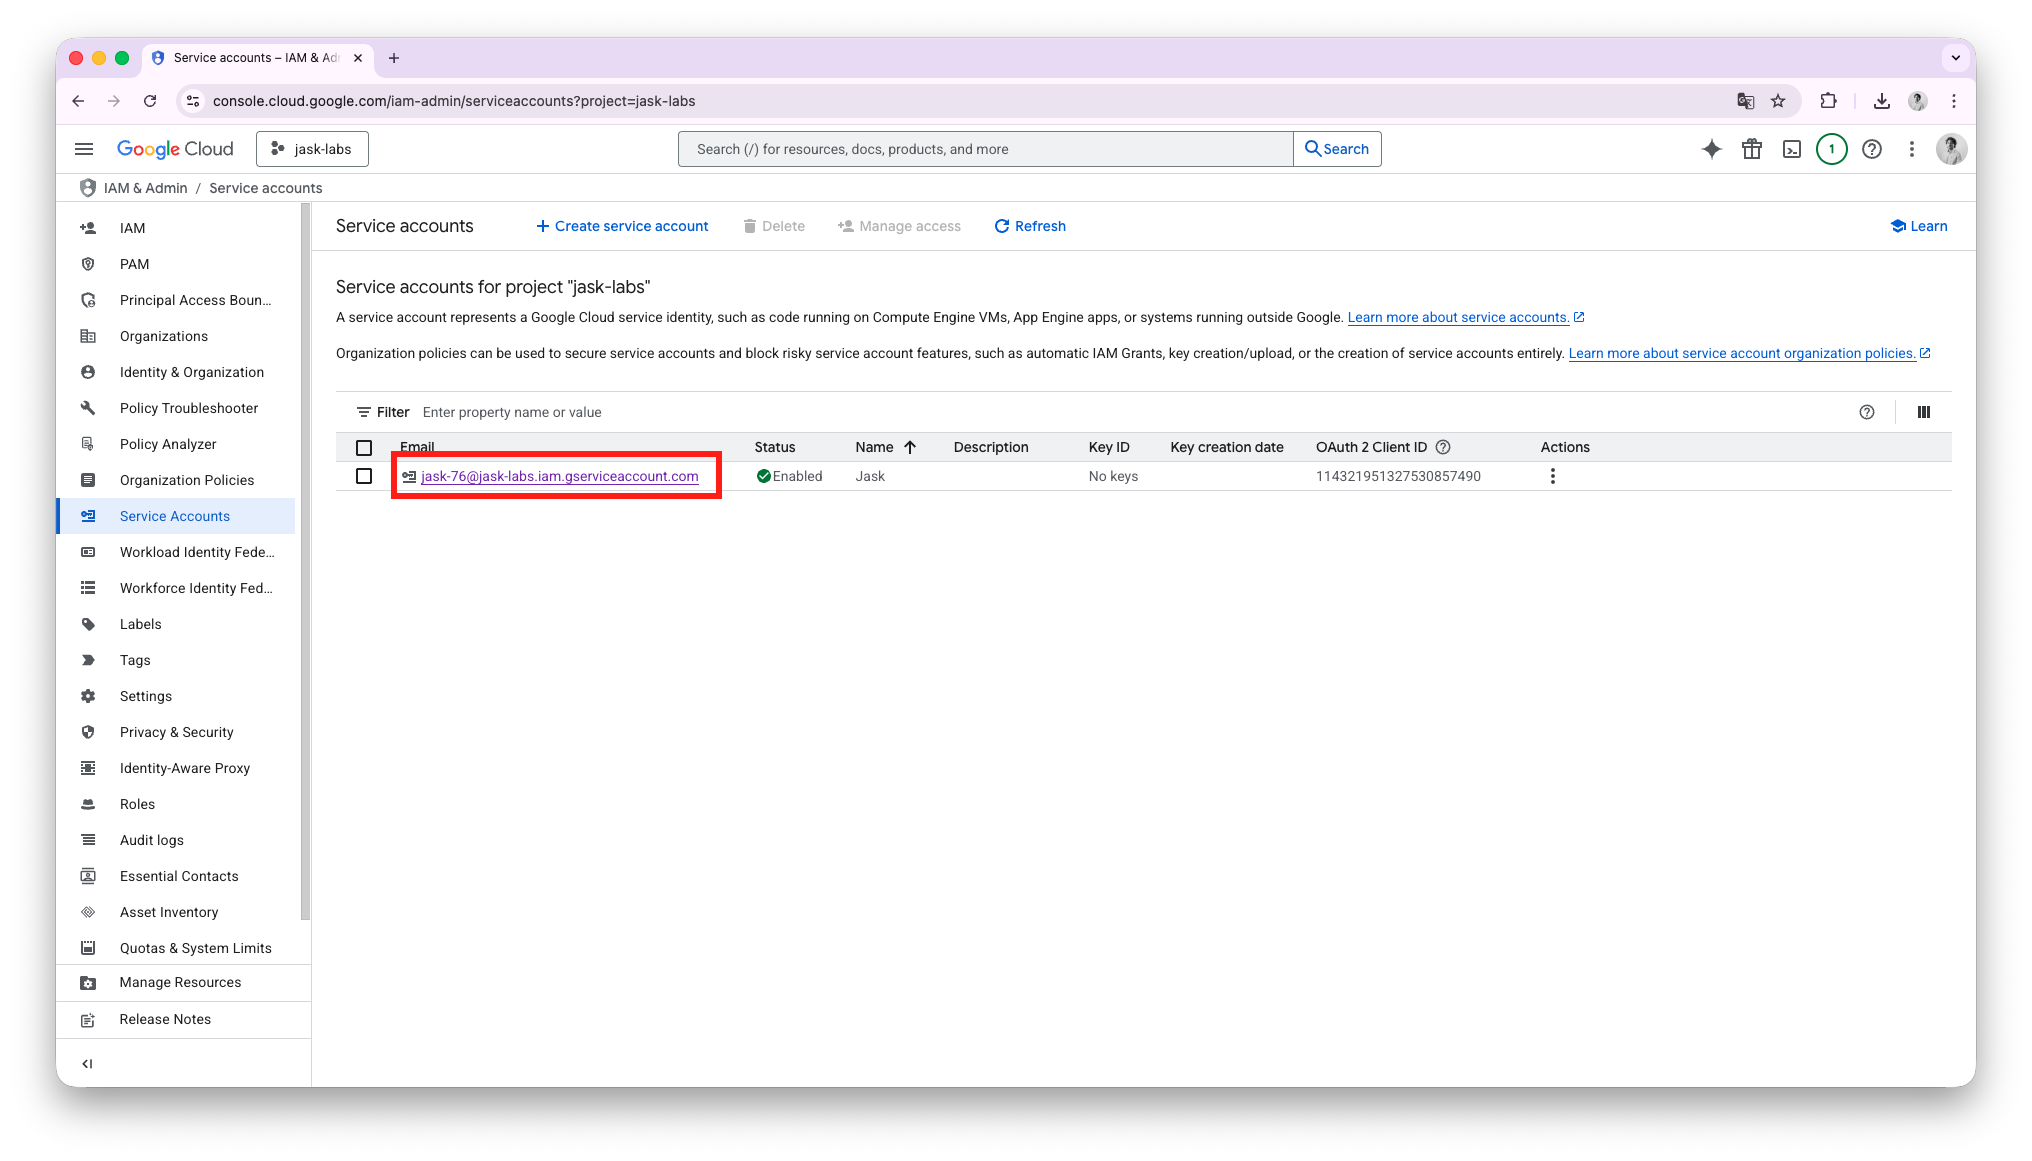 Service accounts – IAM & Ad
console.cloud.google.com/iam-admin/serviceaccounts?project=jask-labs
Google Cloud
jask-labs
Search (/) for resources, docs, products, and more
Search
1
IAM & Admin / Service accounts
IAM
PAM
Principal Access Boun...
Organizations
Identity & Organization
Policy Troubleshooter
Policy Analyzer
Organization Policies
Service Accounts
Workload Identity Fede...
Workforce Identity Fed...
Labels
Tags
Settings
Privacy & Security
Identity-Aware Proxy
Roles
Audit logs
Essential Contacts
Asset Inventory
Quotas & System Limits
Manage Resources
Release Notes
Service accounts
Create service account
Delete
Manage access
Refresh
Learn
Service accounts for project "jask-labs"
A service account represents a Google Cloud service identity, such as code running on Compute Engine VMs, App Engine apps, or systems running outside Google. Learn more about service accounts.
Organization policies can be used to secure service accounts and block risky service account features, such as automatic IAM Grants, key creation/upload, or the creation of service accounts entirely. Learn more about service account organization policies.
Filter Enter property name or value
Email Status Name Description Key ID Key creation date OAuth 2 Client ID Actions
jask-76@jask-labs.iam.gserviceaccount.com Enabled Jask No keys 114321951327530857490